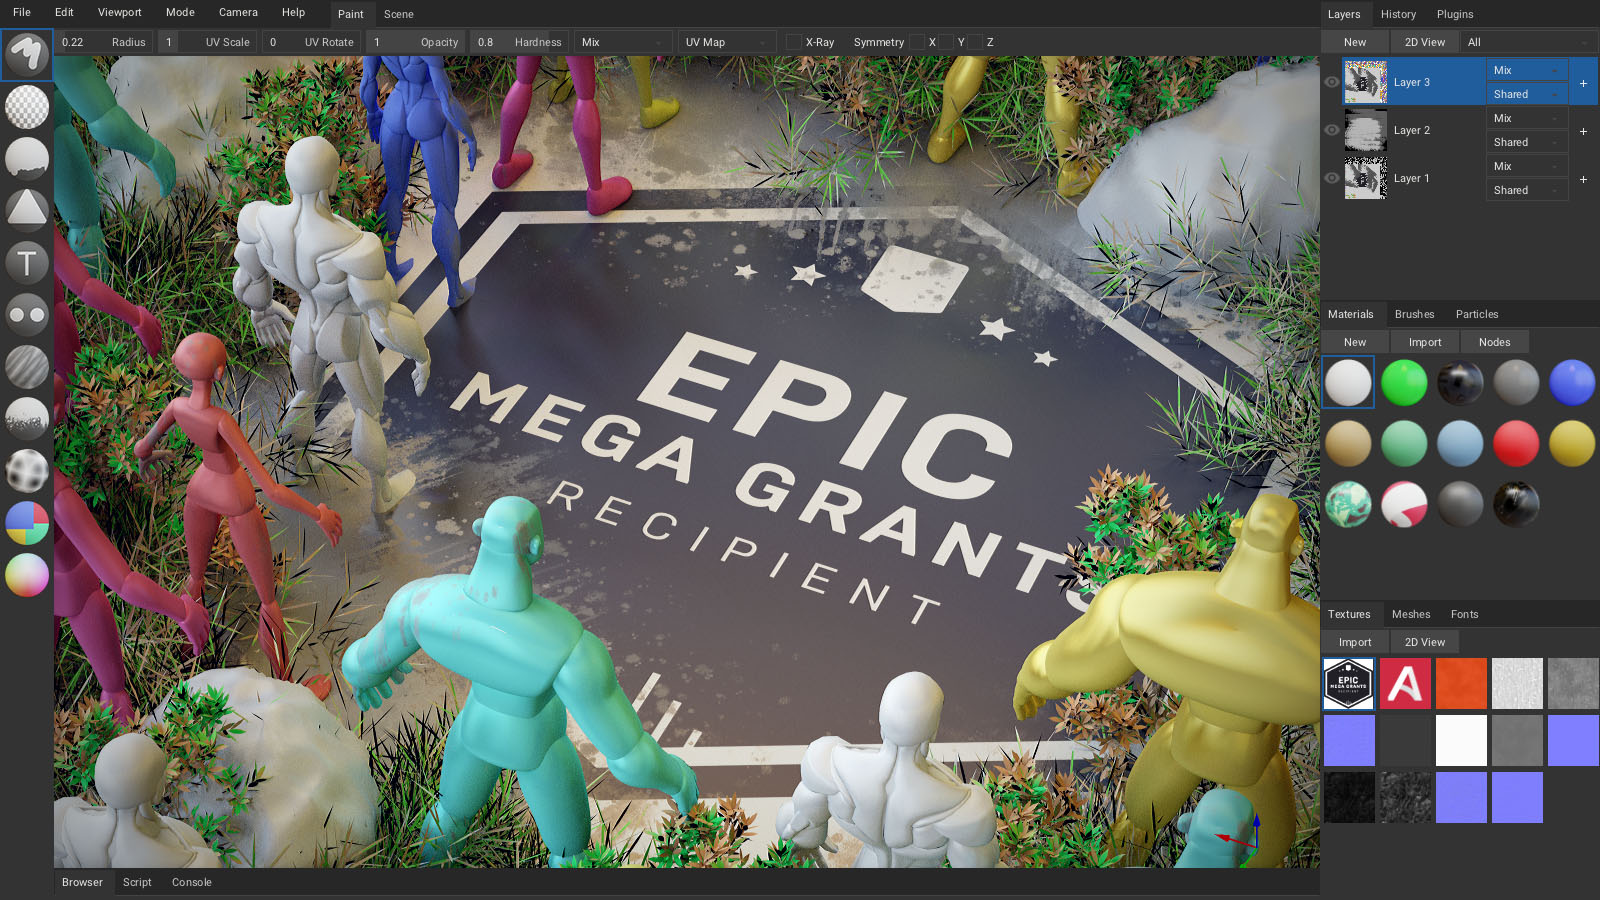 File Edit Viewport Mode Camera Help Paint Scene
Layers History Plugins
0.22 Radius 1 UV Scale 0 UV Rotate 1 Opacity 0.8 Hardness Mix UV Map X-Ray Symmetry X Y Z
New 2D View All
Layer 3 Mix Shared +
Layer 2 Mix Shared +
Layer 1 Mix Shared +
T
EPIC
MEGA GRANTS
RECIPIENT
Materials Brushes Particles
New Import Nodes
Textures Meshes Fonts
Import 2D View
EPIC
MEGA GRANTS
RECIPIENT
A
Browser Script Console